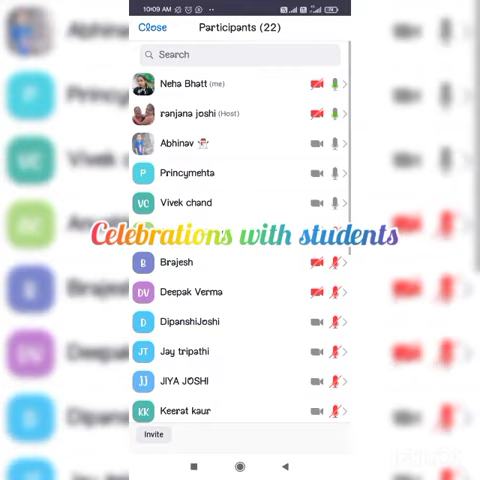 10:09 AM
Close
Participants (22)
Search
Neha Bhatt (me)
ranjana joshi (Host)
Abhinav
P Princymehta
VC Vivek chand
Celebrations with students
B Brajesh
DV Deepak Verma
D DipanshiJoshi
JT Jay tripathi
JJ JIYA JOSHI
KK Keerat kaur
Invite